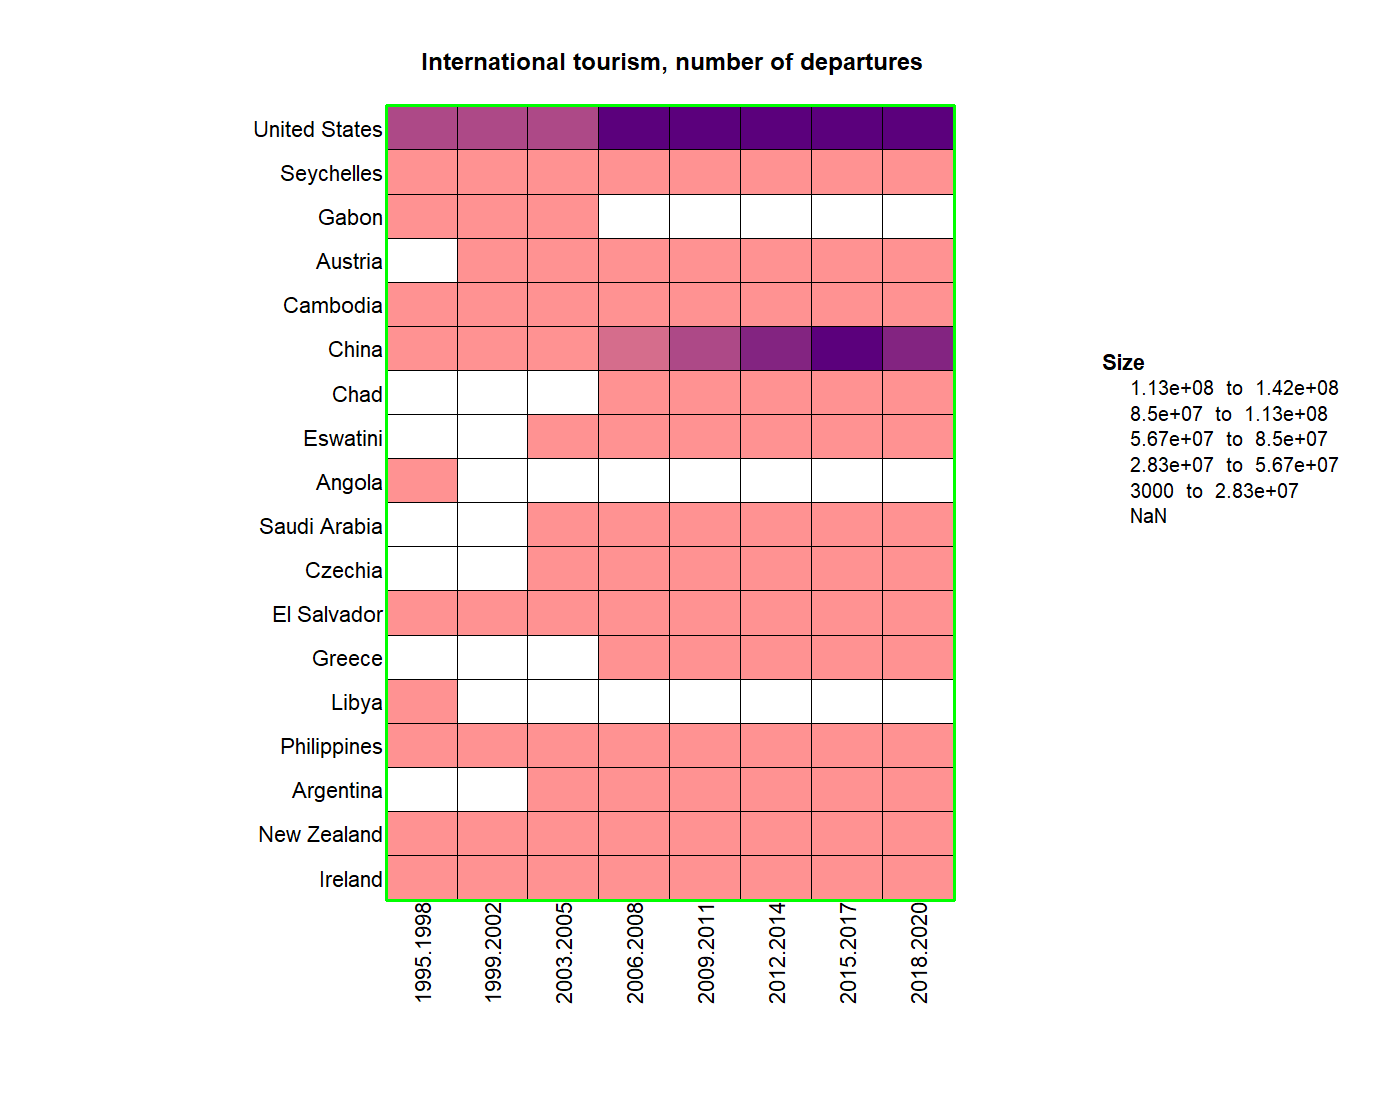 International tourism, number of departures
United States
Seychelles
Gabon
Austria
Cambodia
China
Chad
Eswatini
Angola
Saudi Arabia
Czechia
El Salvador
Greece
Libya
Philippines
Argentina
New Zealand
Ireland
1995.1998
1999.2002
2003.2005
2006.2008
2009.2011
2012.2014
2015.2017
2018.2020
Size
1.13e+08 to 1.42e+08
8.5e+07 to 1.13e+08
5.67e+07 to 8.5e+07
2.83e+07 to 5.67e+07
3000 to 2.83e+07
NaN